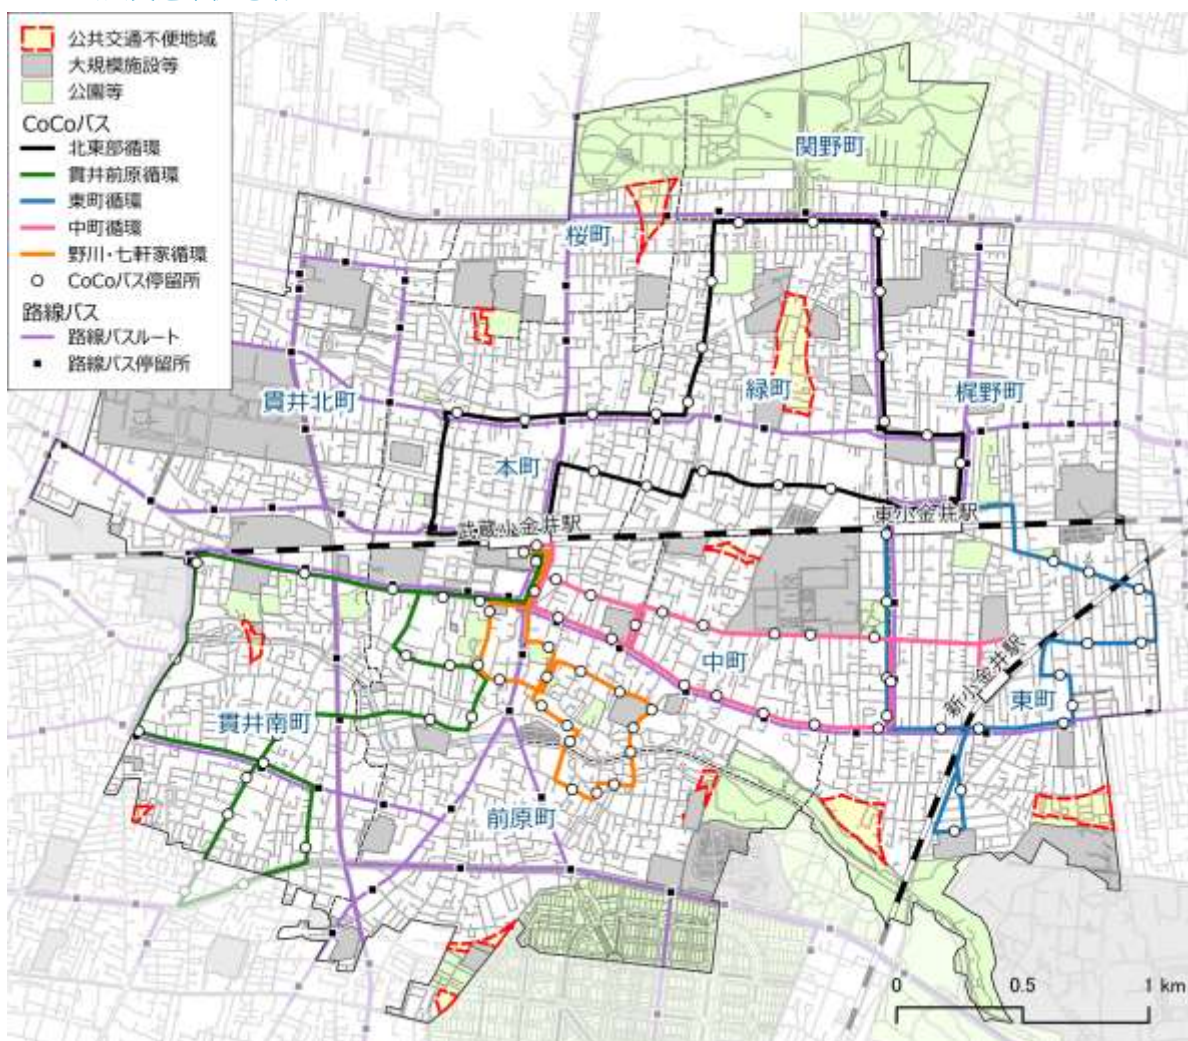 公共交通不便地域
大規模施設等
公園等
CoCoバス
北東部循環
貫井前原循環
東町循環
中町循環
野川・七軒家循環
CoCoバス停留所
路線バス
路線バスルート
路線バス停留所
関野町
桜町
緑町
梶野町
貫井北町
本町
武蔵小金井駅
東小金井駅
中町
新小金井駅
東町
貫井南町
前原町
0 0.5 1 km